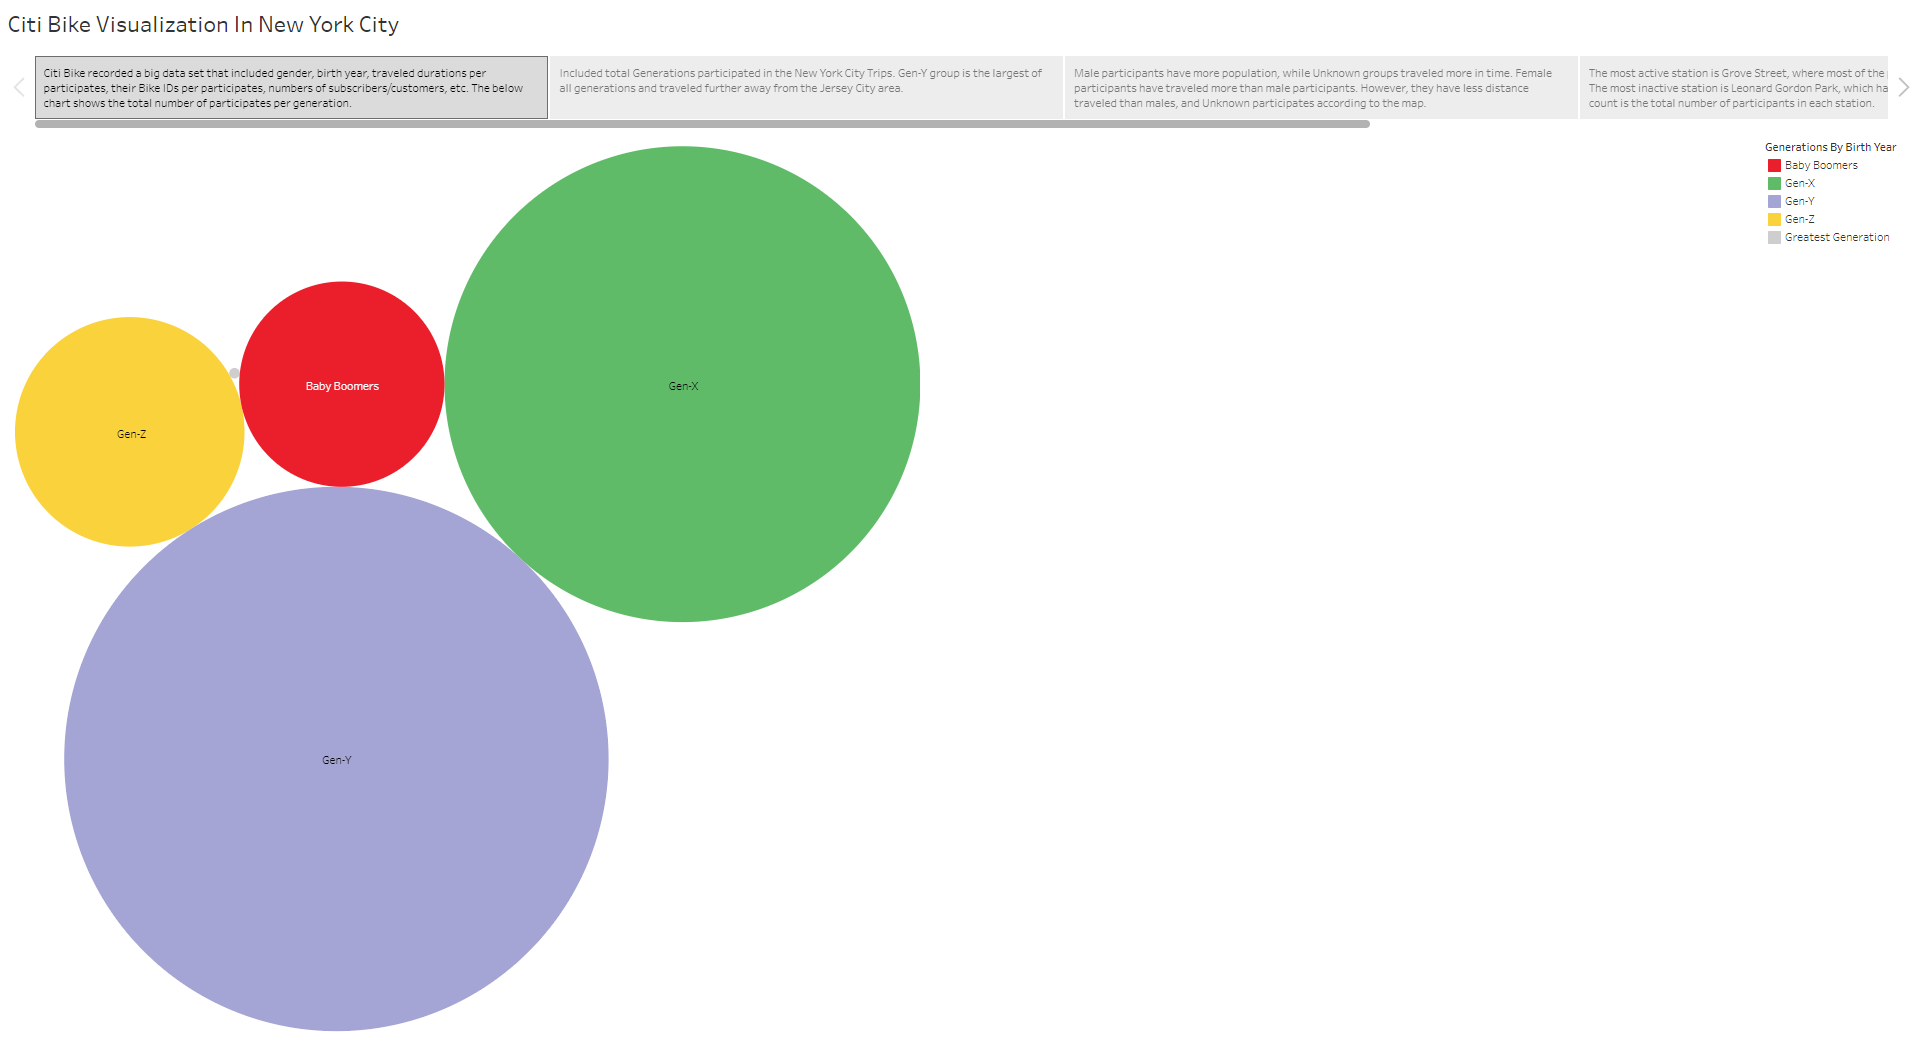 Citi Bike Visualization In New York City
Citi Bike recorded a big data set that included gender, birth year, traveled durations per
participates, their Bike IDs per participates, numbers of subscribers/customers, etc. The below
chart shows the total number of participates per generation.
Included total Generations participated in the New York City Trips. Gen-Y group is the largest of
all generations and traveled further away from the Jersey City area.
Male participants have more population, while Unknown groups traveled more in time. Female
participants have traveled more than male participants. However, they have less distance
traveled than males, and Unknown participates according to the map.
The most active station is Grove Street, where most of the
The most inactive station is Leonard Gordon Park, which ha
count is the total number of participants in each station.
Generations By Birth Year
Baby Boomers
Gen-X
Gen-Y
Gen-Z
Greatest Generation
Baby Boomers
Gen-X
Gen-Z
Gen-Y